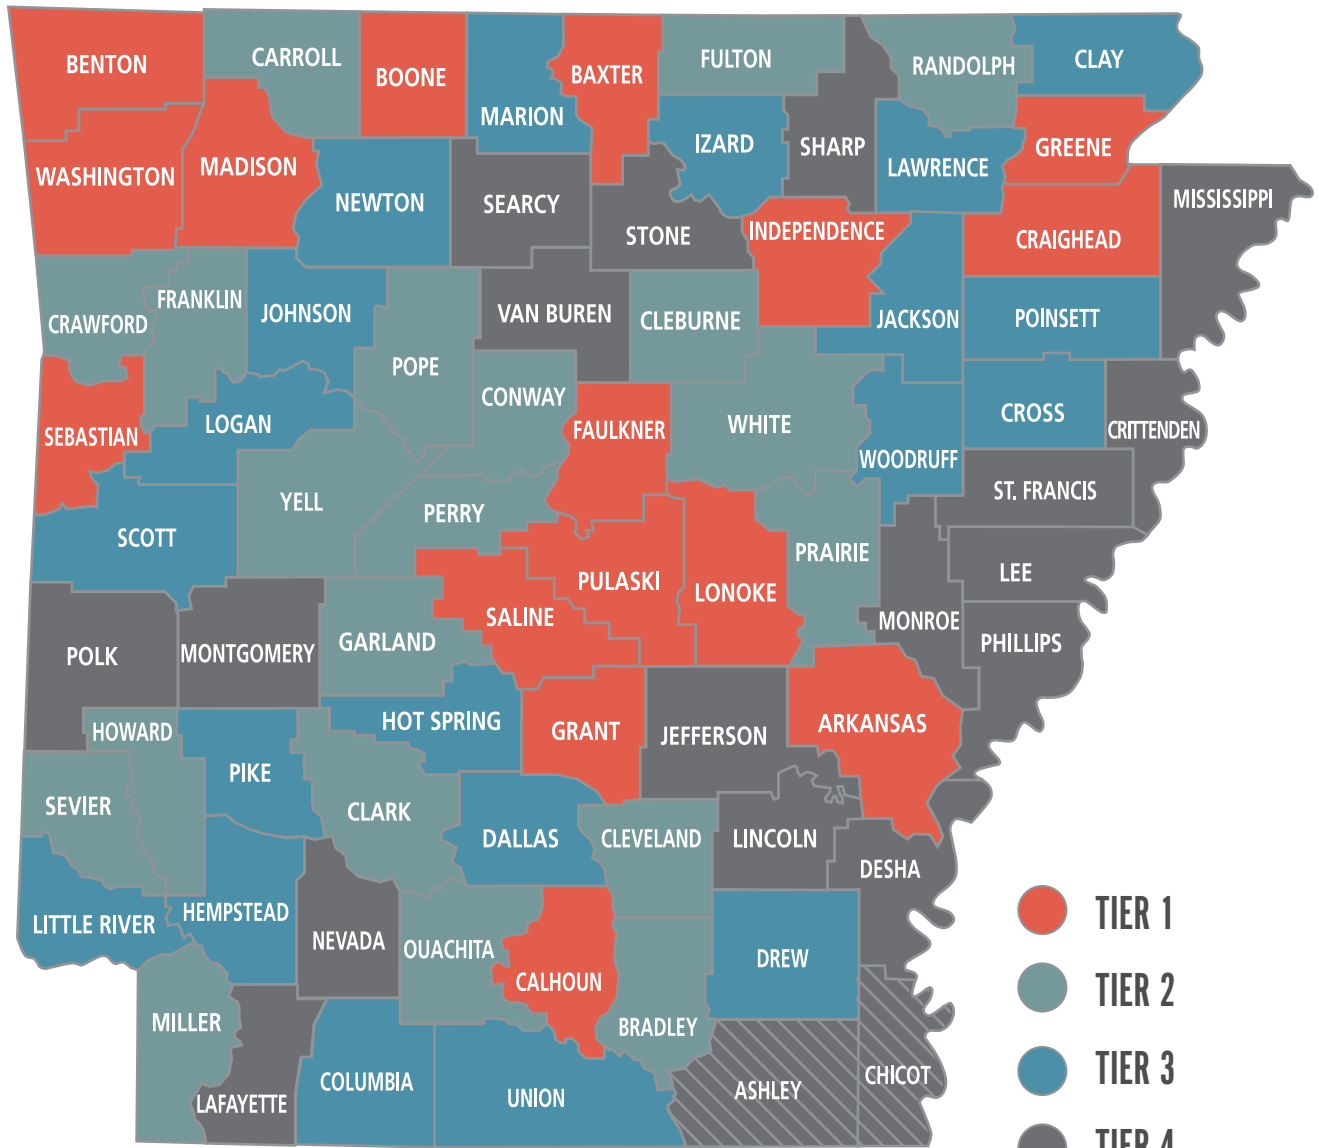 BENTON
CARROLL
BOONE
MARION
BAXTER
FULTON
IZARD
SHARP
RANDOLPH
CLAY
LAWRENCE
GREENE
WASHINGTON
MADISON
NEWTON
SEARCY
STONE
INDEPENDENCE
CRAIGHEAD
MISSISSIPPI
CRAWFORD
FRANKLIN
JOHNSON
POPE
VAN BUREN
CLEBURNE
JACKSON
POINSETT
SEBASTIAN
LOGAN
CONWAY
FAULKNER
WHITE
WOODRUFF
CROSS
CRITTENDEN
SCOTT
YELL
PERRY
PULASKI
LONOKE
PRAIRIE
ST. FRANCIS
LEE
MONROE
PHILLIPS
POLK
MONTGOMERY
GARLAND
SALINE
HOT SPRING
GRANT
JEFFERSON
ARKANSAS
HOWARD
SEVIER
PIKE
CLARK
DALLAS
CLEVELAND
LINCOLN
DESHA
LITTLE RIVER
HEMPSTEAD
NEVADA
OUACHITA
CALHOUN
BRADLEY
DREW
MILLER
LAFAYETTE
COLUMBIA
UNION
ASHLEY
CHICOT
TIER 1
TIER 2
TIER 3
TIER 4